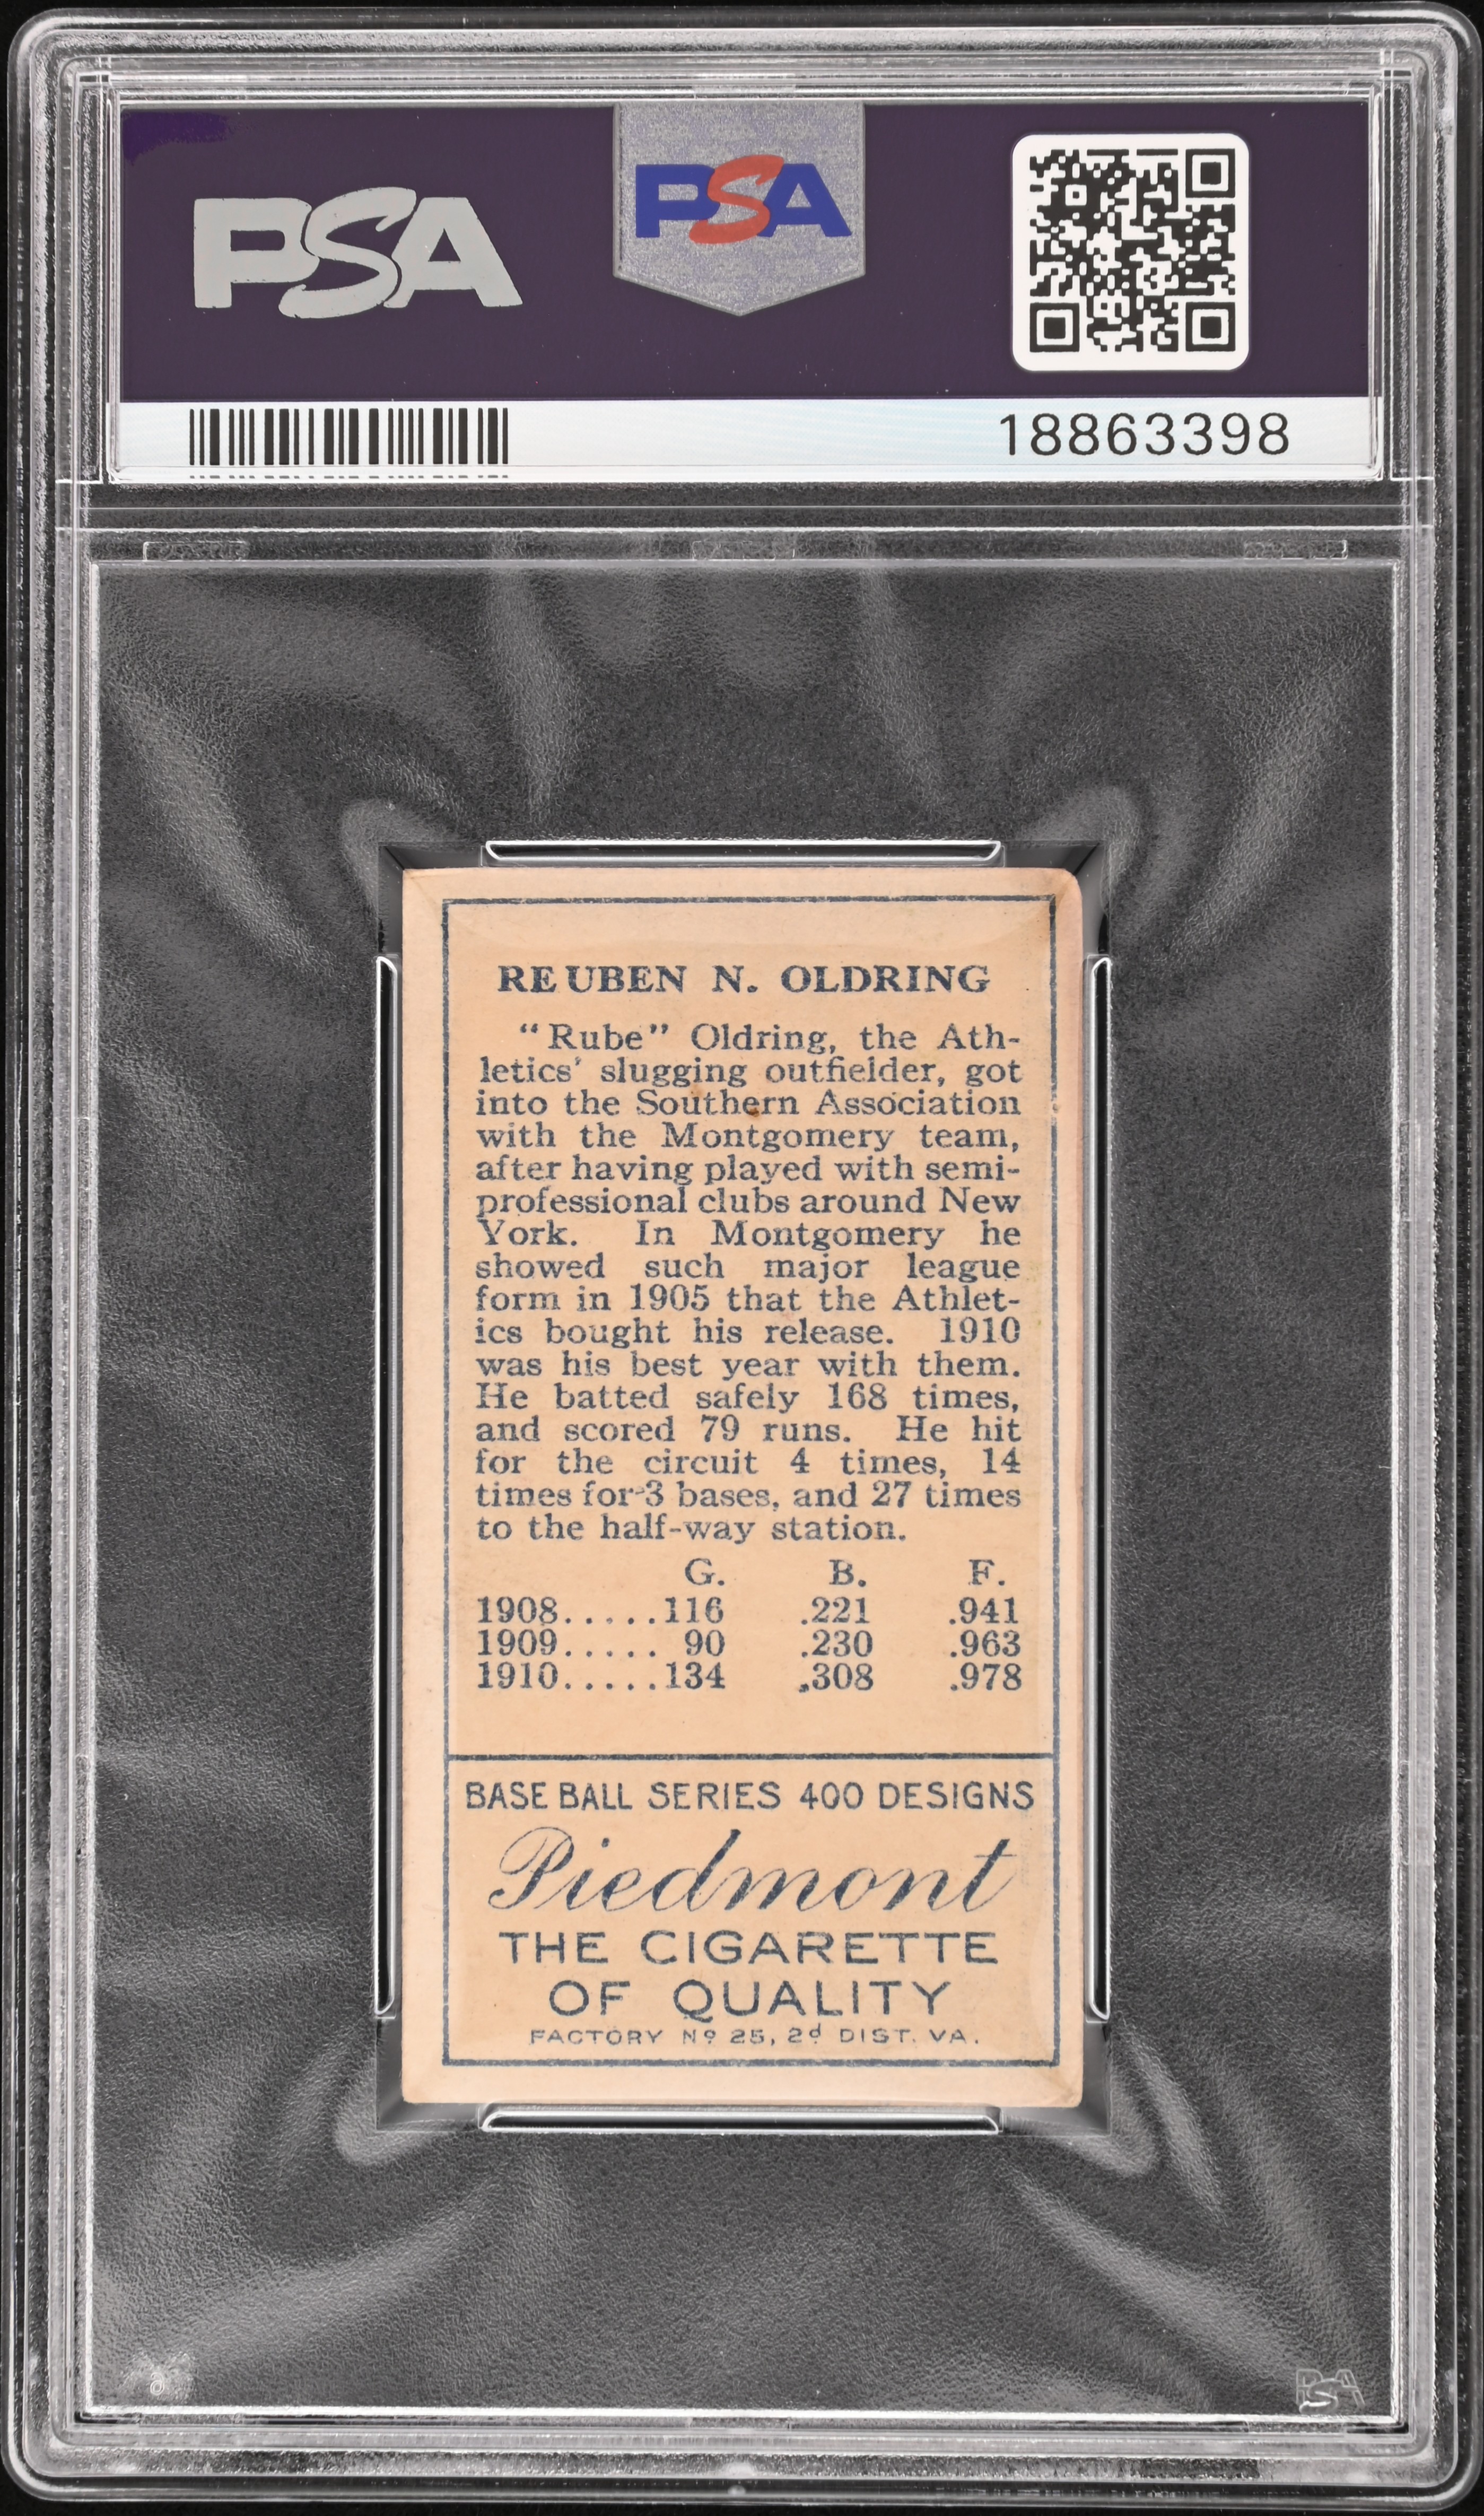 PSA
PSA
18863398
REUBEN N. OLDRING
"Rube" Oldring, the Ath-
letics' slugging outfielder, got
into the Southern Association
with the Montgomery team,
after having played with semi-
professional clubs around New
York. In Montgomery he
showed such major league
form in 1905 that the Athlet-
ics bought his release. 1910
was his best year with them.
He batted safely 168 times,
and scored 79 runs. He hit
for the circuit 4 times, 14
times for 3 bases, and 27 times
to the half-way station.
G. B. F.
1908.....116 .221 .941
1909..... 90 .230 .963
1910.....134 .308 .978
BASE BALL SERIES 400 DESIGNS
Piedmont
THE CIGARETTE
OF QUALITY
FACTORY Nº 25, 2d DIST. VA.
PSA